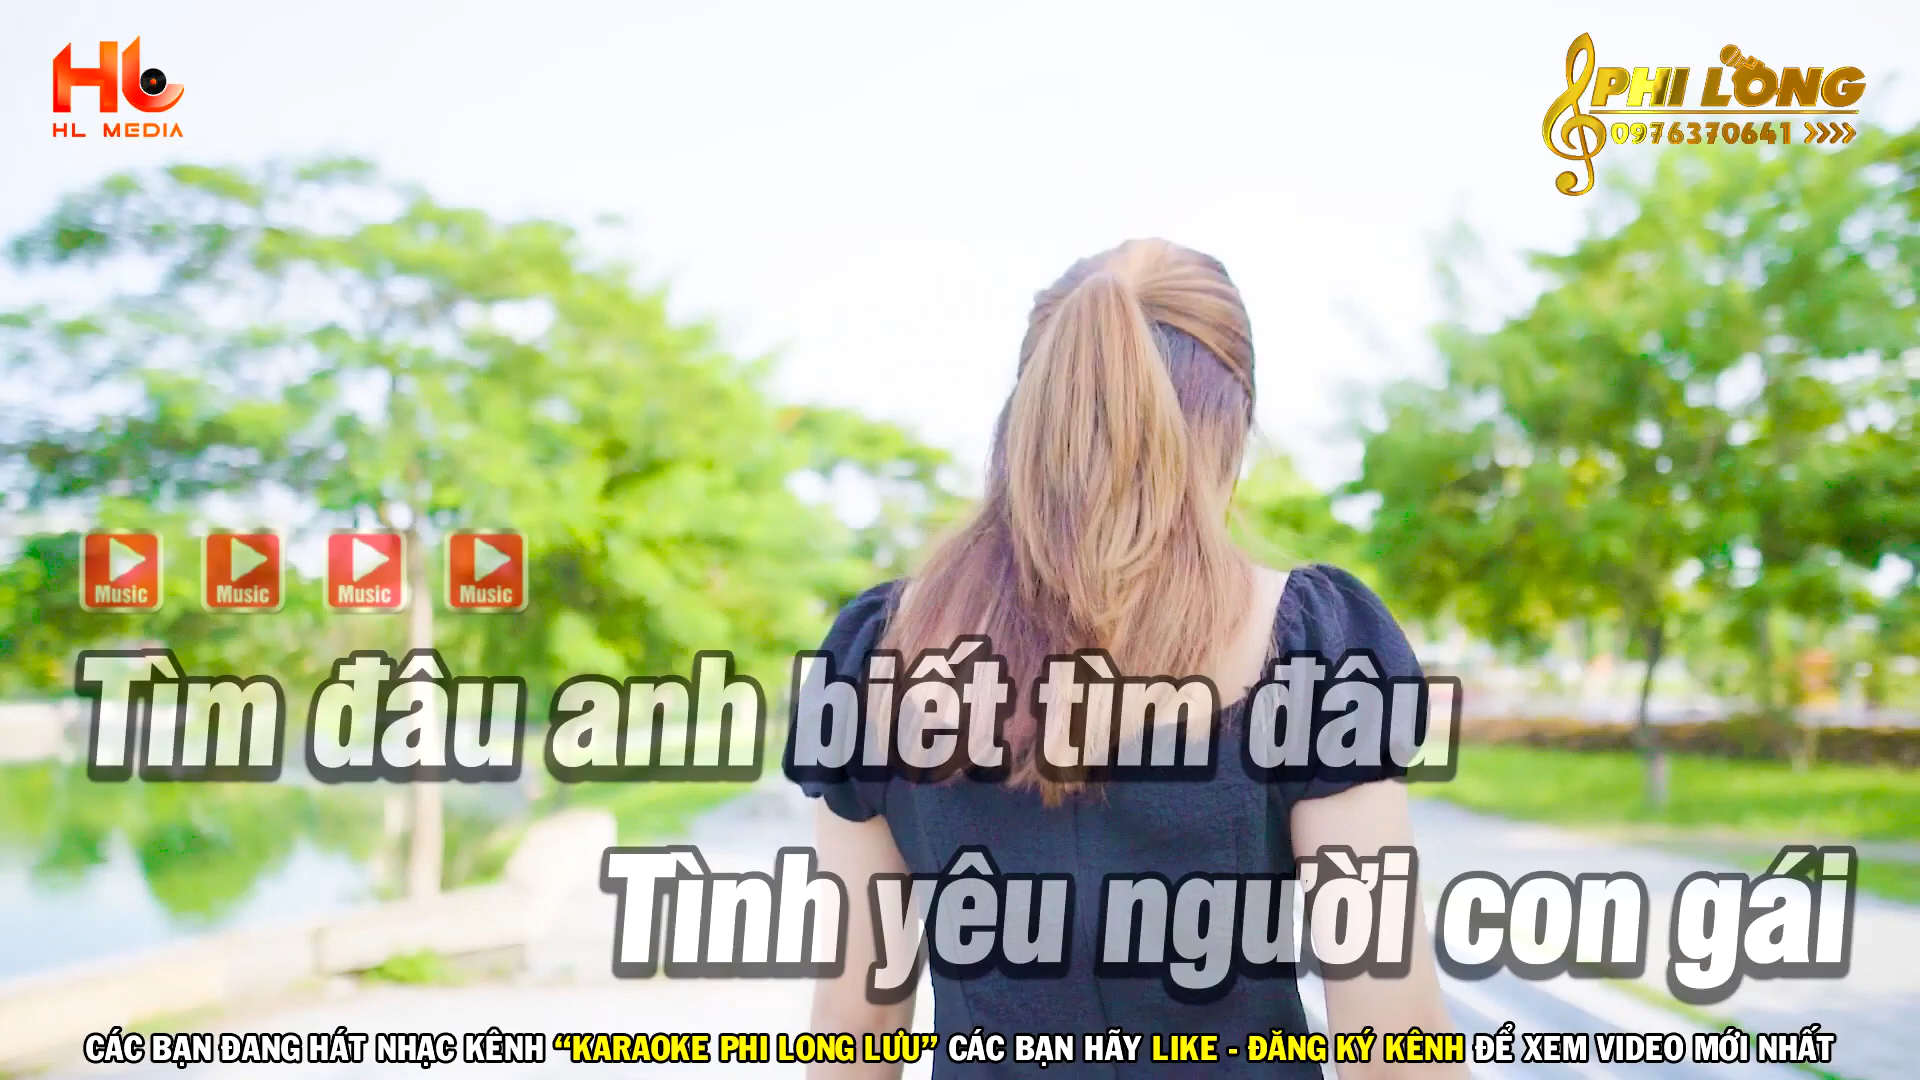 HL MEDIA
PHI LONG
0976370641
Music Music Music Music
Tìm đâu anh biết tìm đâu
Tình yêu người con gái
CÁC BẠN ĐANG HÁT NHẠC KÊNH “KARAOKE PHI LONG LƯU” CÁC BẠN HÃY LIKE - ĐĂNG KÝ KÊNH ĐỂ XEM VIDEO MỚI NHẤT